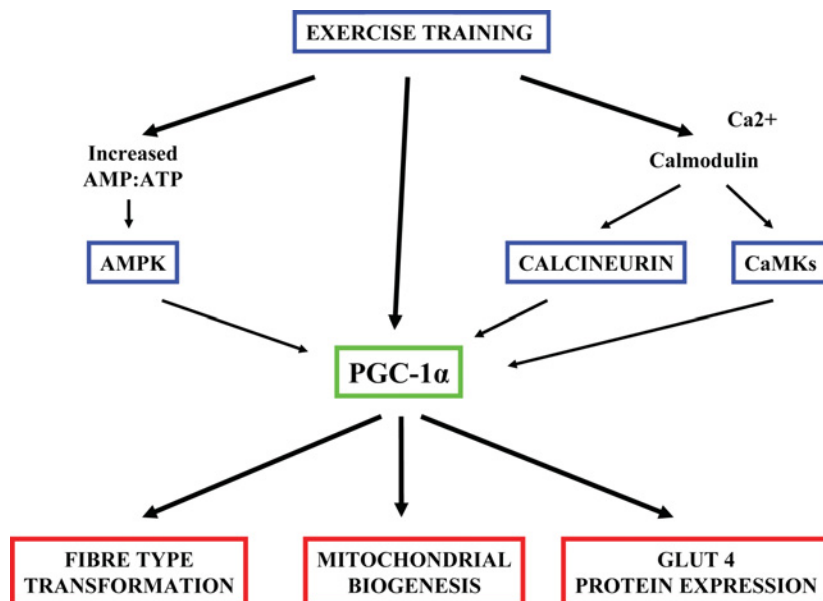 EXERCISE TRAINING
Ca2+
Increased
AMP:ATP
Calmodulin
AMPK
CALCINEURIN
CaMKs
PGC-1α
FIBRE TYPE
TRANSFORMATION
MITOCHONDRIAL
BIOGENESIS
GLUT 4
PROTEIN EXPRESSION